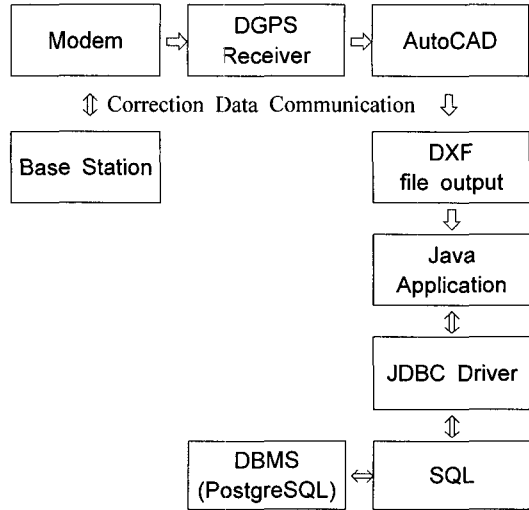 Modem
DGPS
Receiver
AutoCAD
Correction Data Communication
Base Station
DXF
file output
Java
Application
JDBC Driver
DBMS
(PostgreSQL)
SQL